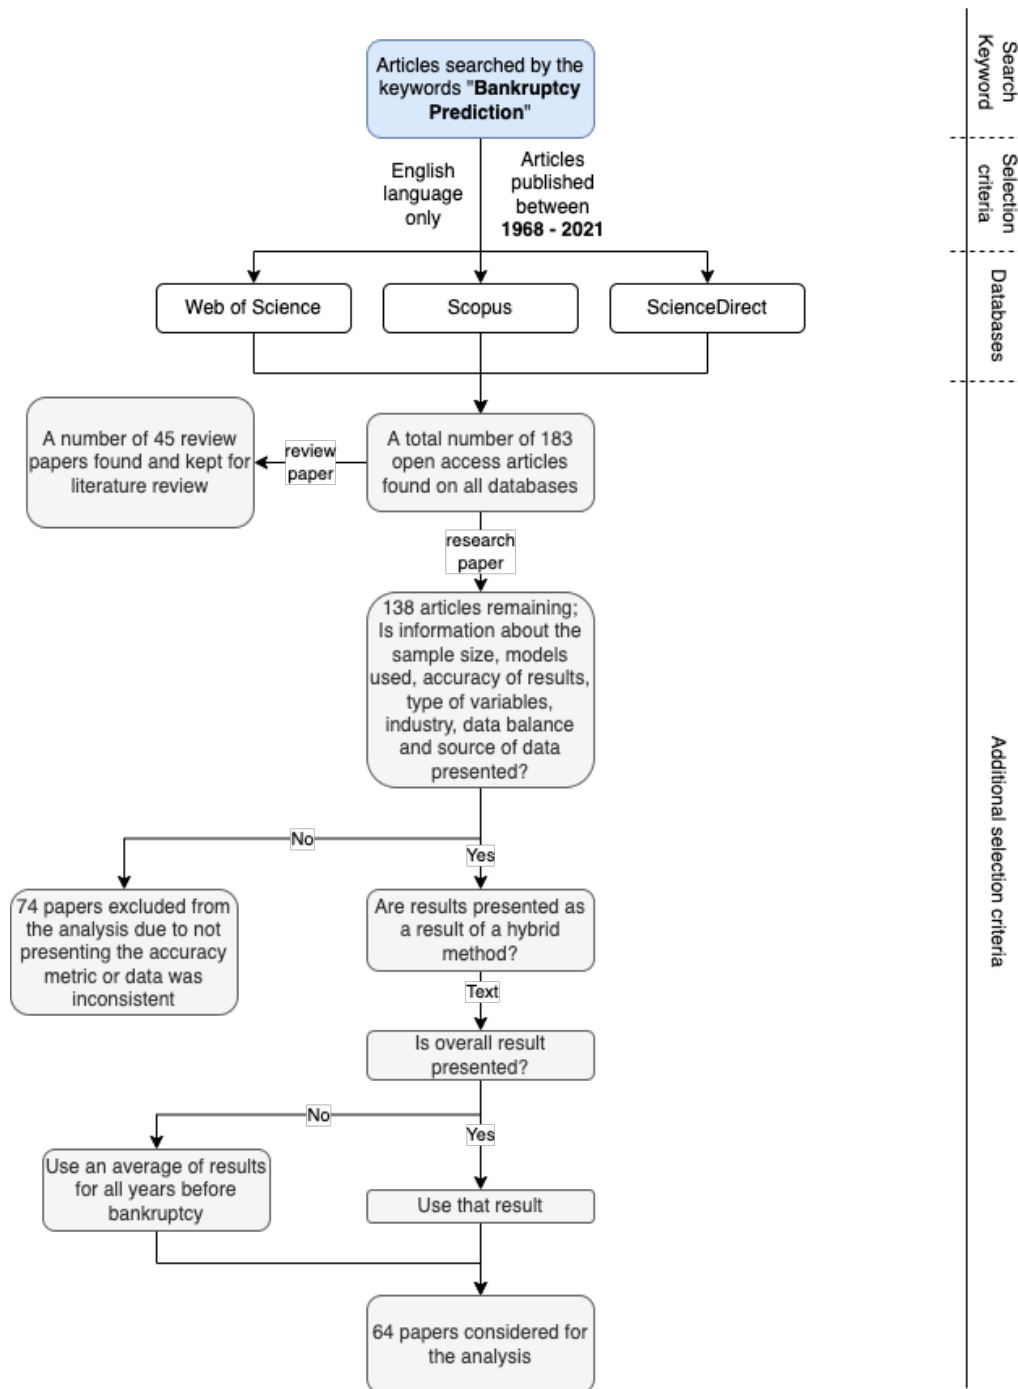 Articles searched by the
keywords "Bankruptcy
Prediction"
Search
Keyword
English
language
only
Articles
published
between
1968 - 2021
Selection
criteria
Web of Science
Scopus
ScienceDirect
Databases
A number of 45 review
papers found and kept for
literature review
review
paper
A total number of 183
open access articles
found on all databases
research
paper
138 articles remaining;
Is information about the
sample size, models
used, accuracy of results,
type of variables,
industry, data balance
and source of data
presented?
Additional selection criteria
No
Yes
74 papers excluded from
the analysis due to not
presenting the accuracy
metric or data was
inconsistent
Are results presented as
a result of a hybrid
method?
Text
Is overall result
presented?
No
Yes
Use an average of results
for all years before
bankruptcy
Use that result
64 papers considered for
the analysis